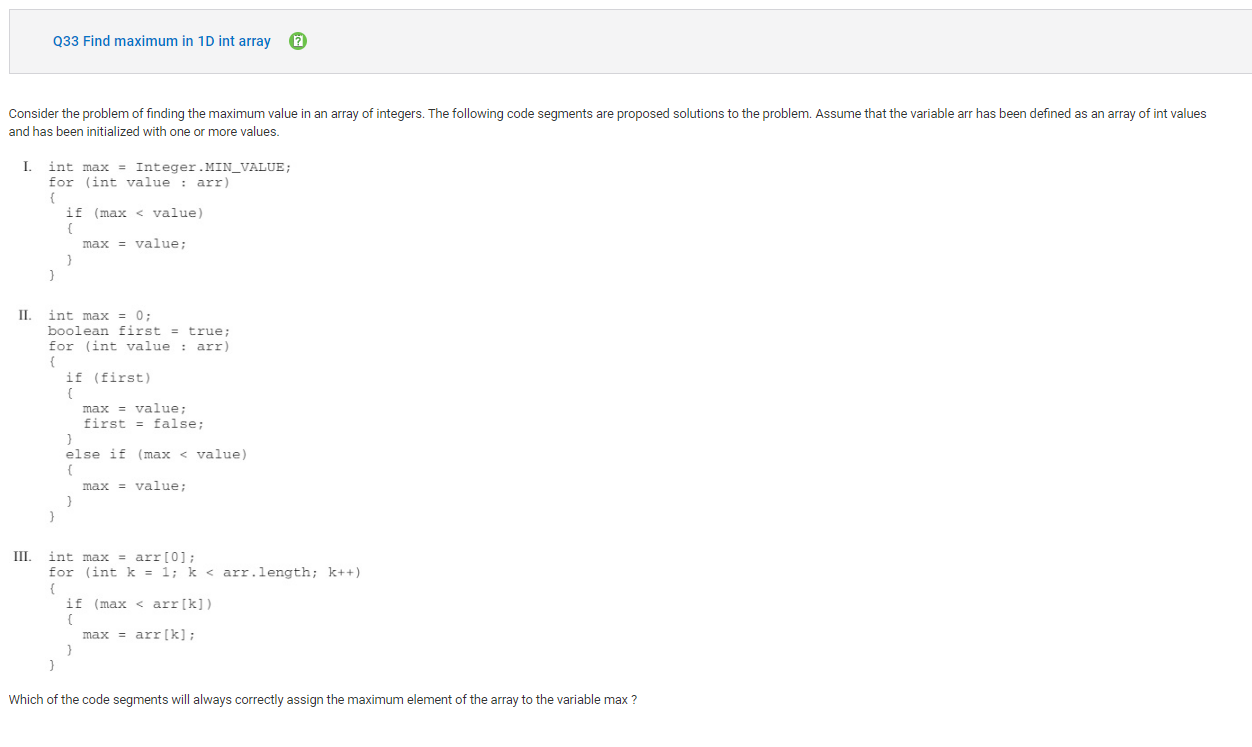 Q33 Find maximum in 1D int array
Consider the problem of finding the maximum value in an array of integers. The following code segments are proposed solutions to the problem. Assume that the variable arr has been defined as an array of int values
and has been initialized with one or more values.
I. int max = Integer.MIN_VALUE;
for (int value : arr)
{
if (max < value)
{
max = value;
}
}
II. int max = 0;
boolean first = true;
for (int value : arr)
{
if (first)
{
max = value;
first = false;
}
else if (max < value)
{
max = value;
}
}
III. int max = arr[0];
for (int k = 1; k < arr.length; k++)
{
if (max < arr[k])
{
max = arr[k];
}
}
Which of the code segments will always correctly assign the maximum element of the array to the variable max ?